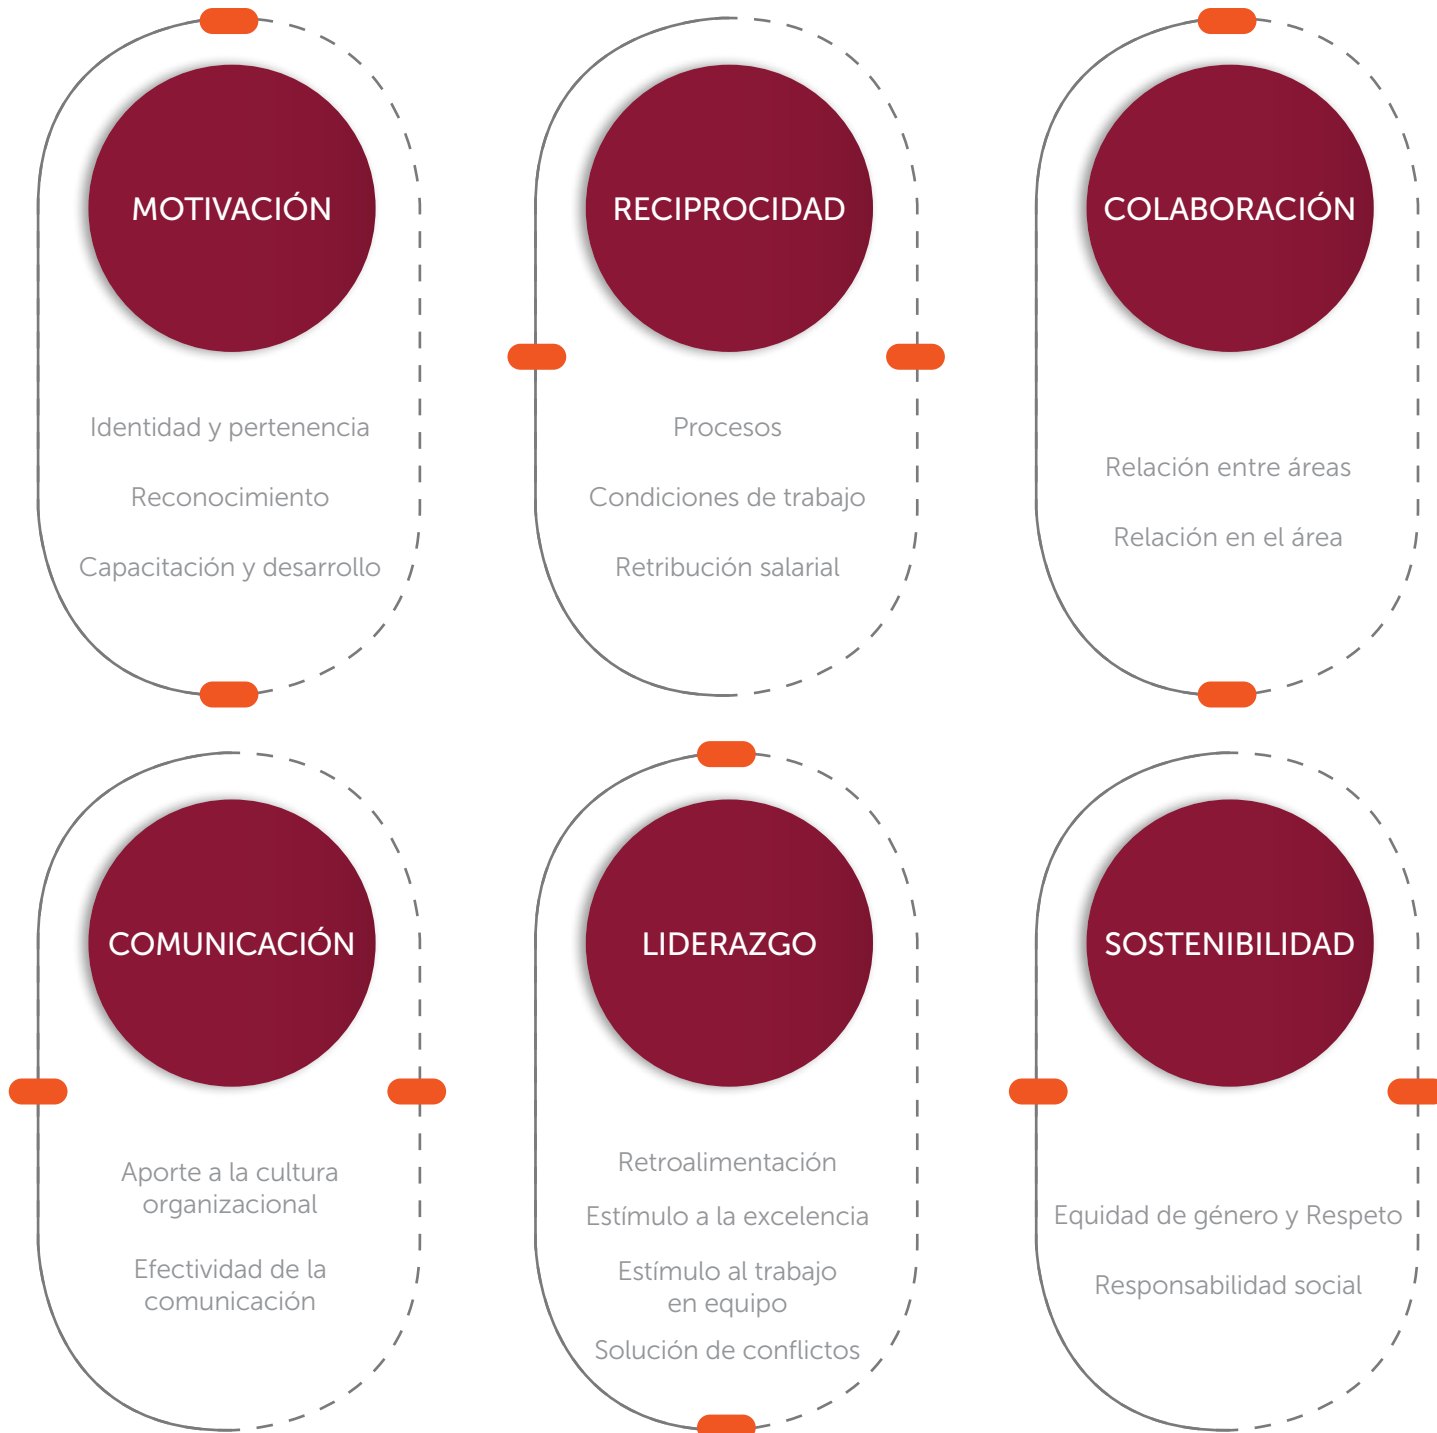 MOTIVACIÓN
Identidad y pertenencia
Reconocimiento
Capacitación y desarrollo
RECIPROCIDAD
Procesos
Condiciones de trabajo
Retribución salarial
COLABORACIÓN
Relación entre áreas
Relación en el área
COMUNICACIÓN
Aporte a la cultura
organizacional
Efectividad de la
comunicación
LIDERAZGO
Retroalimentación
Estímulo a la excelencia
Estímulo al trabajo
en equipo
Solución de conflictos
SOSTENIBILIDAD
Equidad de género y Respeto
Responsabilidad social